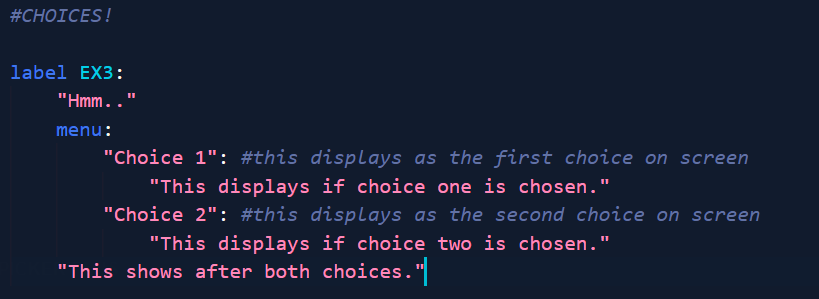 #CHOICES!
label EX3:
"Hmm.."
menu:
"Choice 1": #this displays as the first choice on screen
"This displays if choice one is chosen."
"Choice 2": #this displays as the second choice on screen
"This displays if choice two is chosen."
"This shows after both choices."